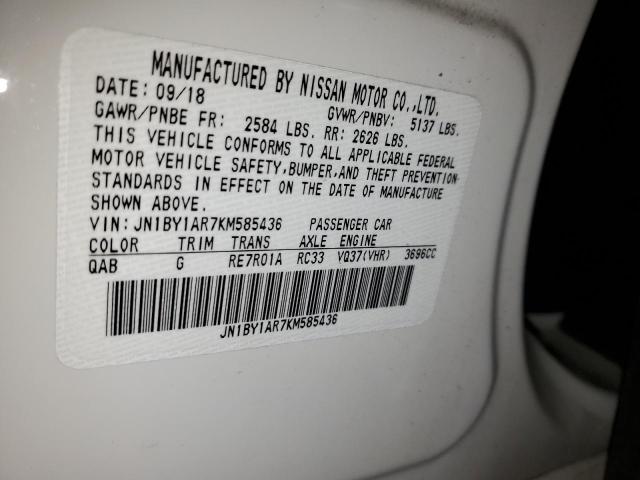 MANUFACTURED BY NISSAN MOTOR CO.,LTD.
DATE: 09/18 GVWR/PNBV: 5137 LBS.
GAWR/PNBE FR: 2584 LBS. RR: 2626 LBS.
THIS VEHICLE CONFORMS TO ALL APPLICABLE FEDERAL
MOTOR VEHICLE SAFETY,BUMPER,AND THEFT PREVENTION
STANDARDS IN EFFECT ON THE DATE OF MANUFACTURE
SHOWN ABOVE.
VIN: JN1BY1AR7KM585436 PASSENGER CAR
COLOR TRIM TRANS AXLE ENGINE
QAB G RE7R01A RC33 VQ37(VHR) 3696CC
JN1BY1AR7KM585436